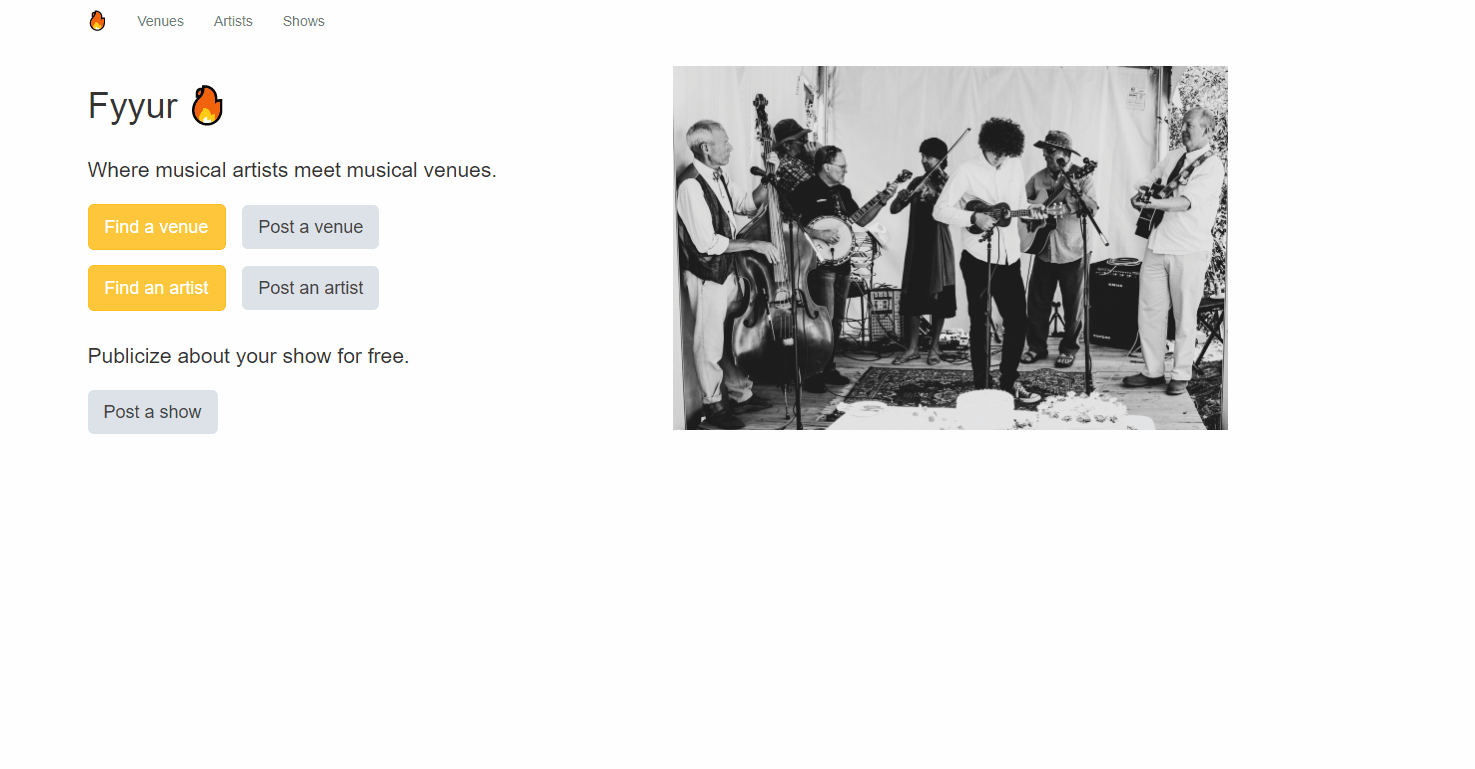 Venues Artists Shows
Fyyur
Where musical artists meet musical venues.
Find a venue Post a venue
Find an artist Post an artist
Publicize about your show for free.
Post a show